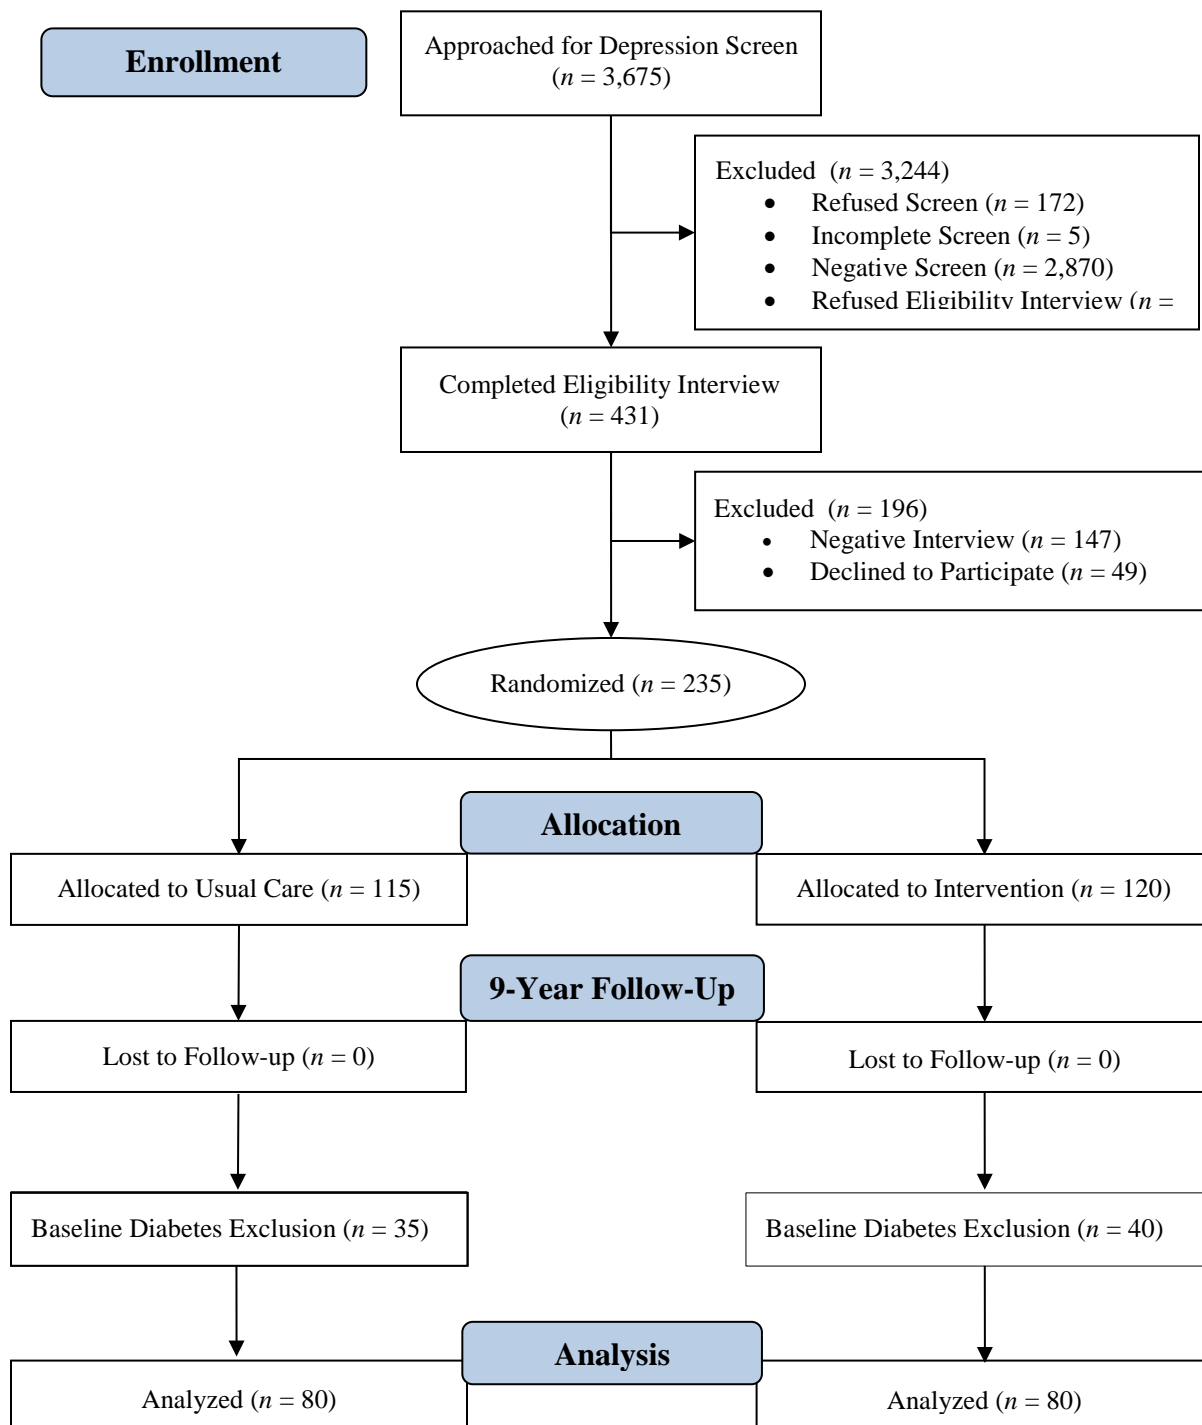 Enrollment
Approached for Depression Screen
(n = 3,675)
Excluded (n = 3,244)
• Refused Screen (n = 172)
• Incomplete Screen (n = 5)
• Negative Screen (n = 2,870)
• Refused Eligibility Interview (n =
Completed Eligibility Interview
(n = 431)
Excluded (n = 196)
• Negative Interview (n = 147)
• Declined to Participate (n = 49)
Randomized (n = 235)
Allocation
Allocated to Usual Care (n = 115)
Allocated to Intervention (n = 120)
9-Year Follow-Up
Lost to Follow-up (n = 0)
Lost to Follow-up (n = 0)
Baseline Diabetes Exclusion (n = 35)
Baseline Diabetes Exclusion (n = 40)
Analysis
Analyzed (n = 80)
Analyzed (n = 80)